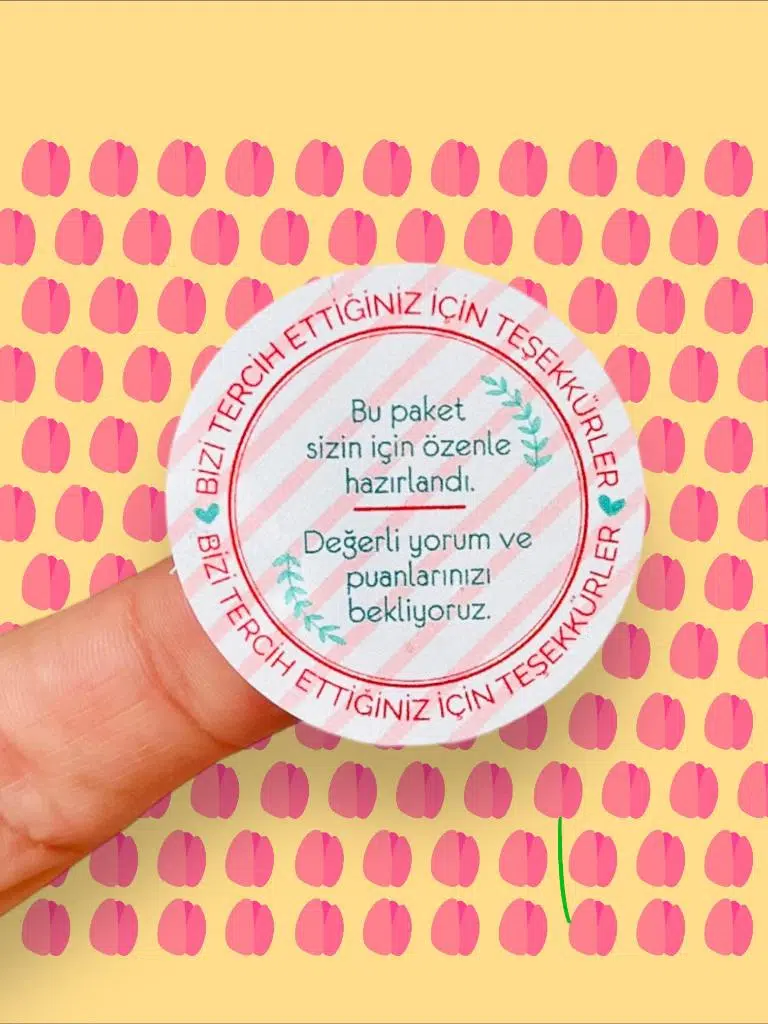 BİZİ TERCİH ETTİĞİNİZ İÇİN TEŞEKKÜRLER
Bu paket
sizin için özenle
hazırlandı.
Değerli yorum ve
puanlarınızı
bekliyoruz.
BİZİ TERCİH ETTİĞİNİZ İÇİN TEŞEKKÜRLER